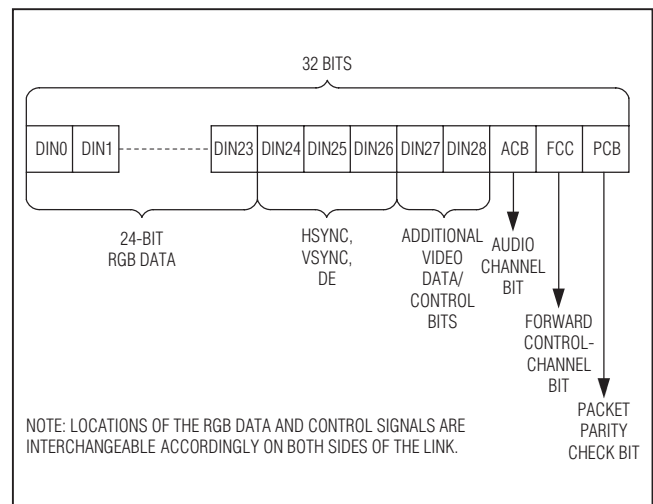 32 BITS
DIN0 DIN1 DIN23 DIN24 DIN25 DIN26 DIN27 DIN28 ACB FCC PCB
24-BIT
RGB DATA
HSYNC,
VSYNC,
DE
ADDITIONAL
VIDEO
DATA/
CONTROL
BITS
AUDIO
CHANNEL
BIT
FORWARD
CONTROL-
CHANNEL
BIT
PACKET
PARITY
CHECK BIT
NOTE: LOCATIONS OF THE RGB DATA AND CONTROL SIGNALS ARE
INTERCHANGEABLE ACCORDINGLY ON BOTH SIDES OF THE LINK.